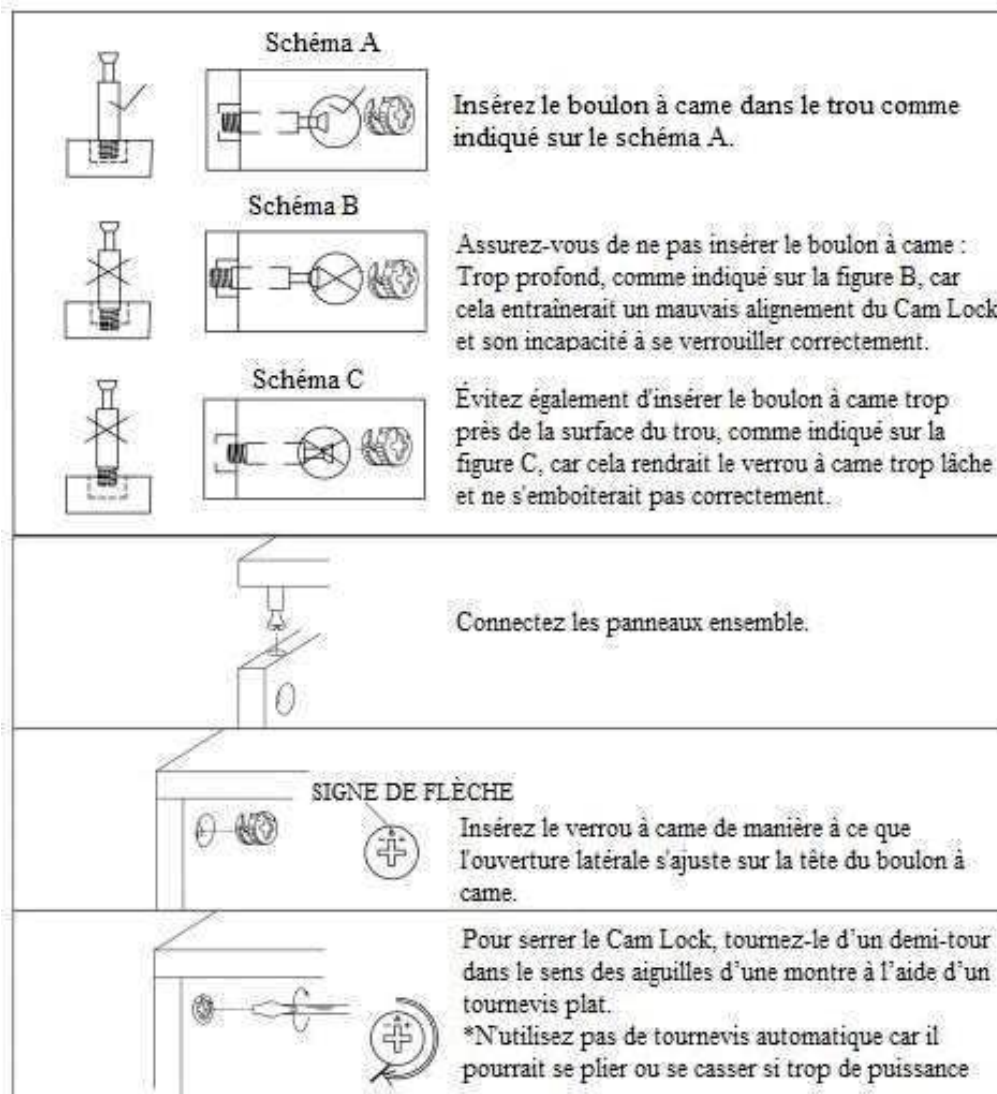 Schéma A
Insérez le boulon à came dans le trou comme
indiqué sur le schéma A.
Schéma B
Assurez-vous de ne pas insérer le boulon à came :
Trop profond, comme indiqué sur la figure B, car
cela entraînerait un mauvais alignement du Cam Lock
et son incapacité à se verrouiller correctement.
Schéma C
Évitez également d'insérer le boulon à came trop
près de la surface du trou, comme indiqué sur la
figure C, car cela rendrait le verrou à came trop lâche
et ne s'emboîterait pas correctement.
Connectez les panneaux ensemble.
SIGNE DE FLÈCHE
Insérez le verrou à came de manière à ce que
l'ouverture latérale s'ajuste sur la tête du boulon à
came.
Pour serrer le Cam Lock, tournez-le d’un demi-tour
dans le sens des aiguilles d’une montre à l’aide d’un
tournevis plat.
*N'utilisez pas de tournevis automatique car il
pourrait se plier ou se casser si trop de puissance